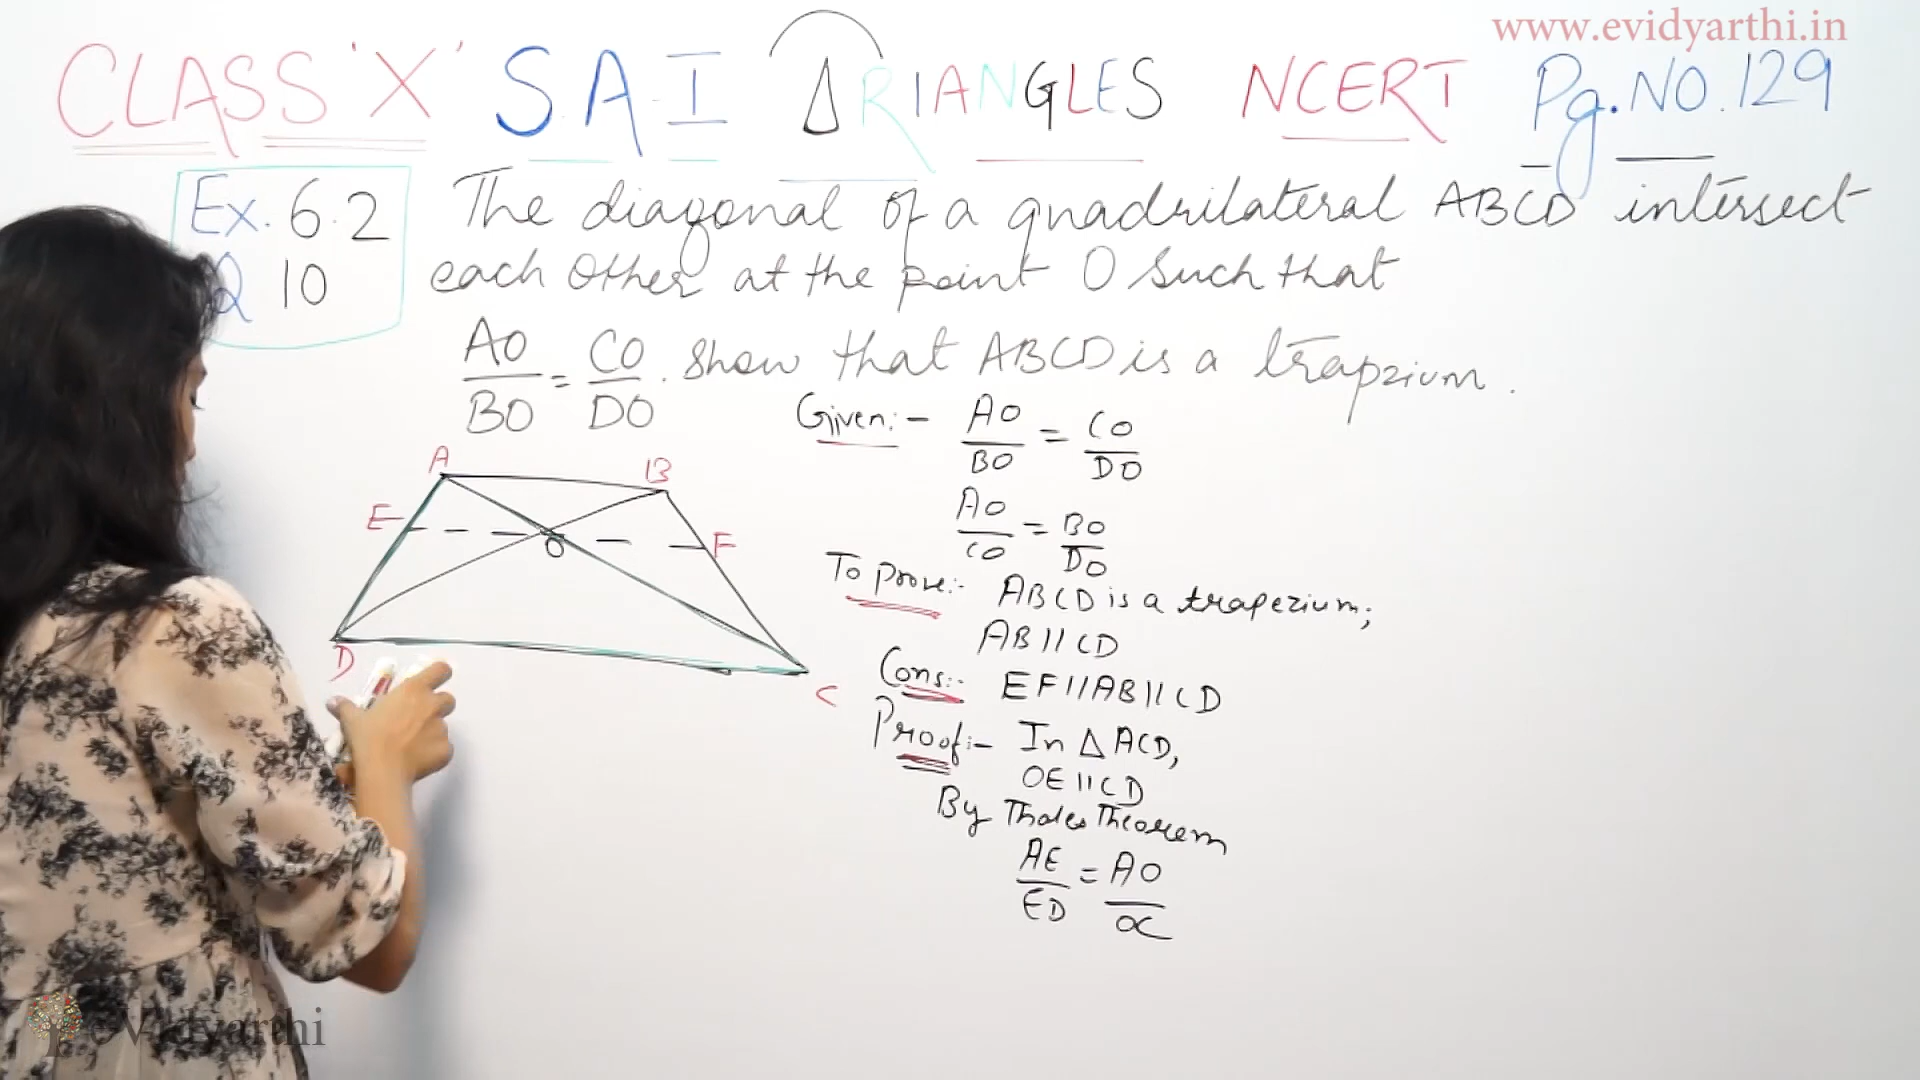 www.evidyarthi.in
CLASS 'X' S.A-I ΔRIANGLES NCERT Pg.NO.129
Ex. 6.2
Q 10
The diagonal of a quadrilateral ABCD intersect
each other at the point O such that
AO/BO = CO/DO . show that ABCD is a trapzium.
Given:- AO/BO = CO/DO
AO/CO = BO/DO
To prove:- ABCD is a trapezium;
AB || CD
Cons:- EF||AB||CD
Proof:- In Δ ACD,
OE||CD
By Thales Theorem
AE/ED = AO/OC
A
B
E
F
O
D
C
eVidyarthi